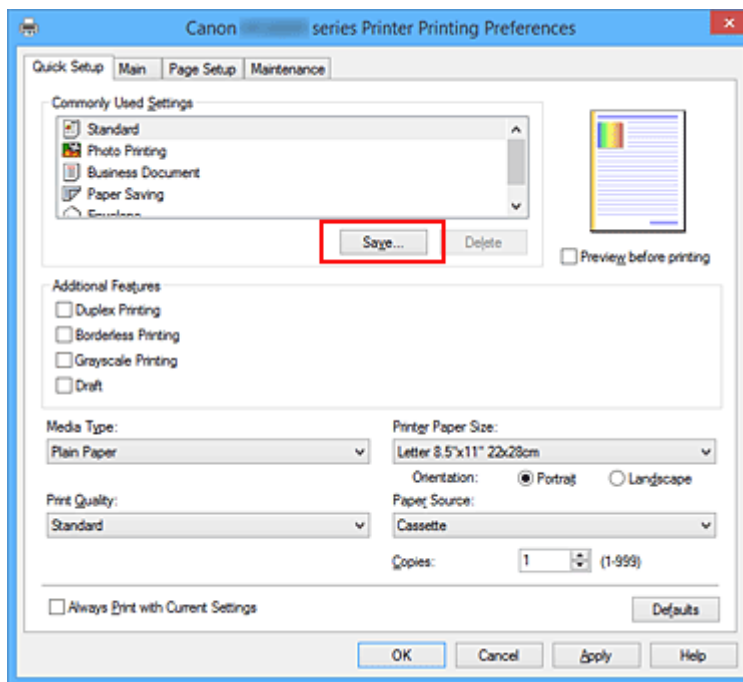 Canon series Printer Printing Preferences
Quick Setup Main Page Setup Maintenance
Commonly Used Settings
Standard
Photo Printing
Business Document
Paper Saving
Envelope
Save... Delete
Preview before printing
Additional Features
Duplex Printing
Borderless Printing
Grayscale Printing
Draft
Media Type: Printer Paper Size:
Plain Paper Letter 8.5"x11" 22x28cm
Orientation: Portrait Landscape
Print Quality: Paper Source:
Standard Cassette
Copies: 1 (1-999)
Always Print with Current Settings Defaults
OK Cancel Apply Help